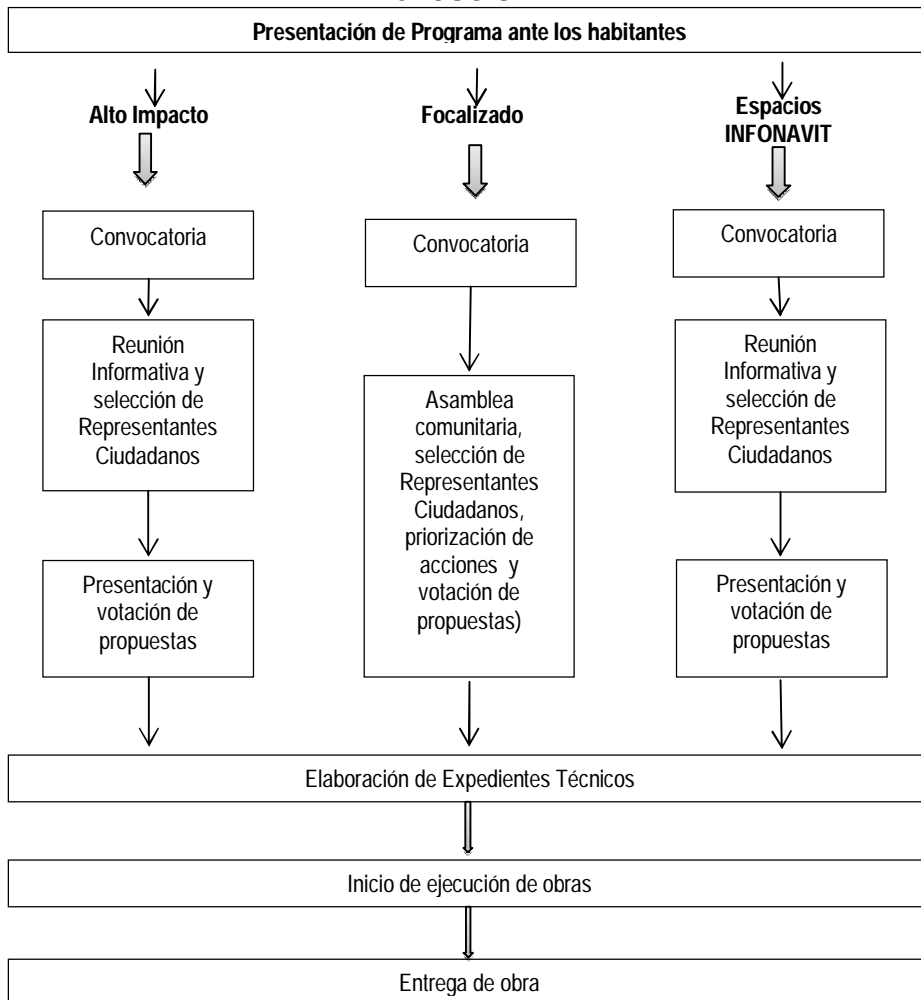 Presentación de Programa ante los habitantes
Alto Impacto
Focalizado
Espacios
INFONAVIT
Convocatoria
Convocatoria
Convocatoria
Reunión
Informativa y
selección de
Representantes
Ciudadanos
Asamblea
comunitaria,
selección de
Representantes
Ciudadanos,
priorización de
acciones y
votación de
propuestas)
Reunión
Informativa y
selección de
Representantes
Ciudadanos
Presentación y
votación de
propuestas
Presentación y
votación de
propuestas
Elaboración de Expedientes Técnicos
Inicio de ejecución de obras
Entrega de obra